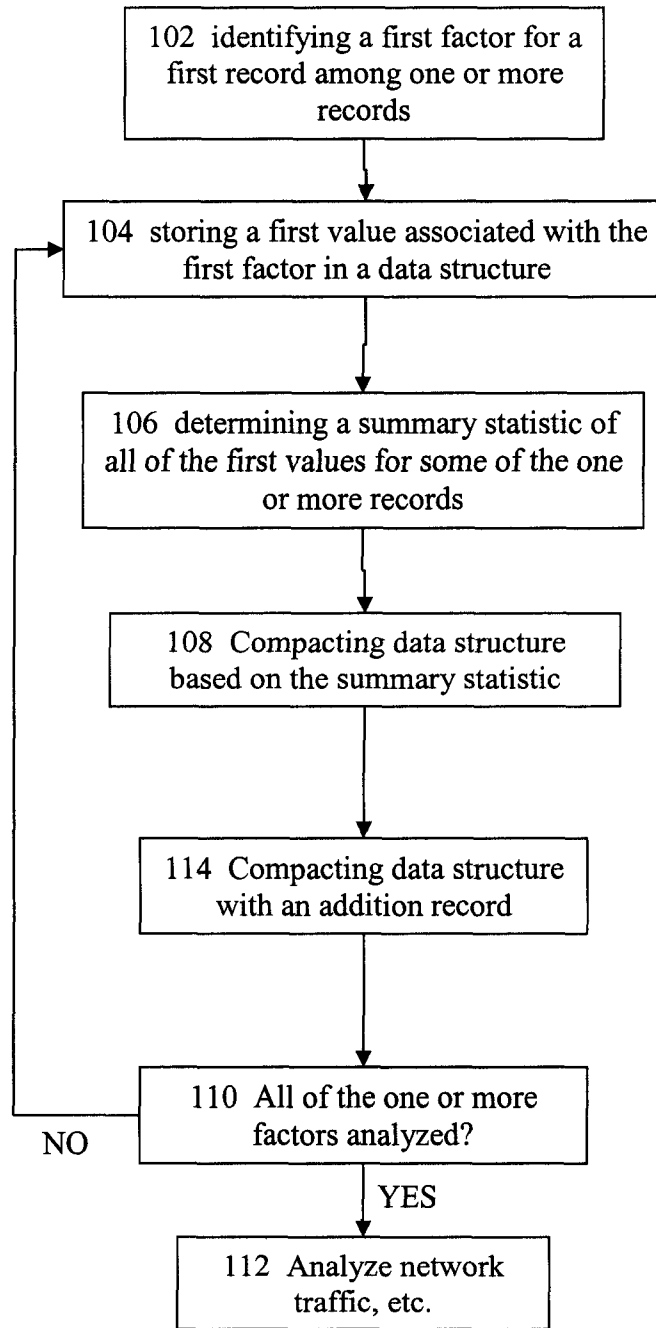 102 identifying a first factor for a
first record among one or more
records
104 storing a first value associated with the
first factor in a data structure
106 determining a summary statistic of
all of the first values for some of the one
or more records
108 Compacting data structure
based on the summary statistic
114 Compacting data structure
with an addition record
110 All of the one or more
factors analyzed?
NO
YES
112 Analyze network
traffic, etc.